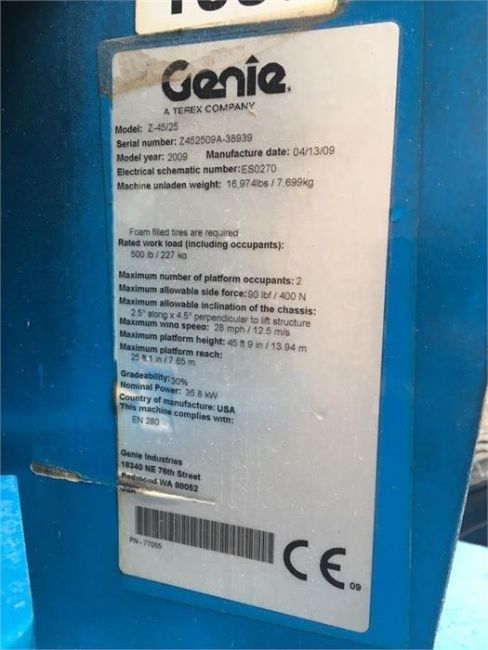 Genie
A TEREX COMPANY
Model: Z-45/25
Serial number: Z452509A-38939
Model year: 2009 Manufacture date: 04/13/09
Electrical schematic number: ES0270
Machine unladen weight: 16,974lbs / 7,699kg
Foam filled tires are required
Rated work load (including occupants):
500 lb / 227 kg
Maximum number of platform occupants: 2
Maximum allowable side force: 90 lbf / 400 N
Maximum allowable inclination of the chassis:
2.5° along x 4.5° perpendicular to lift structure
Maximum wind speed: 28 mph / 12.5 m/s
Maximum platform height: 45 ft 9 in / 13.94 m
Maximum platform reach:
25 ft 1 in / 7.65 m
Gradeability: 30%
Nominal Power: 35.8 kW
Country of manufacture: USA
This machine complies with:
EN 280
Genie Industries
18340 NE 76th Street
Redmond WA 98052
USA
PN - 77055
CE 09